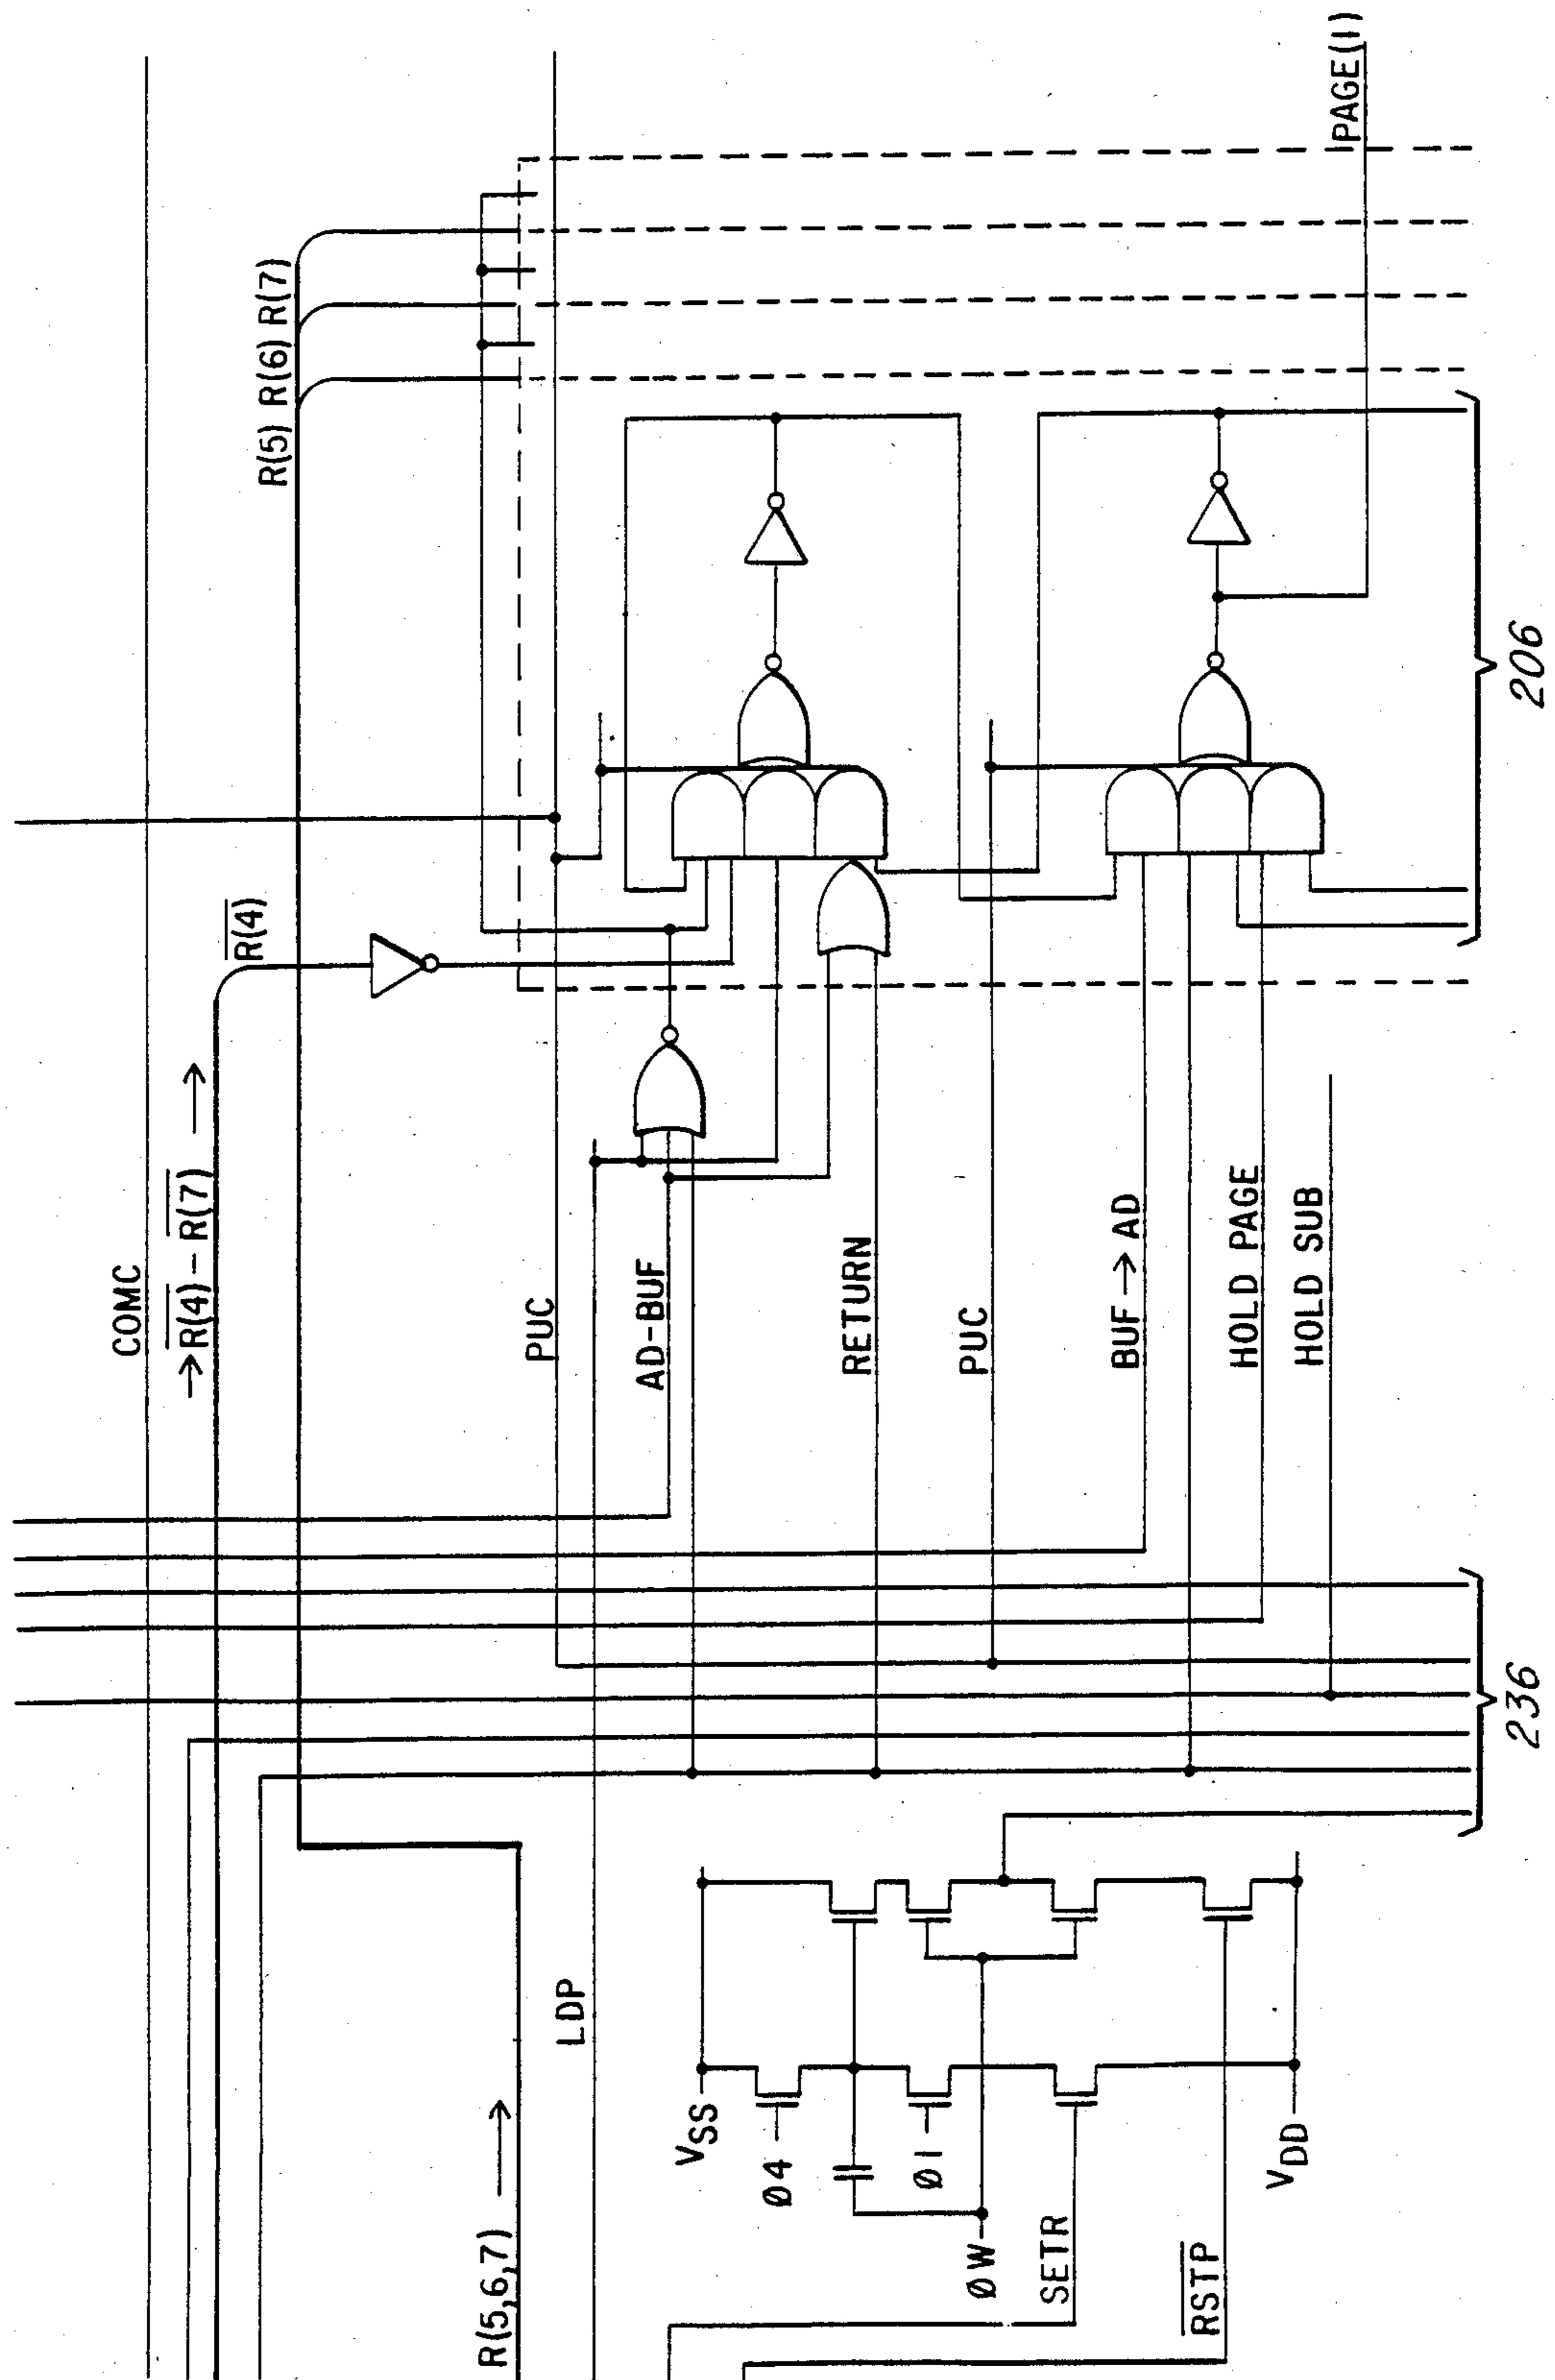 COMC
→R̅(̅4̅)̅ – R̅(̅7̅)̅ →
R̅(̅4̅)̅
R(5) R(6) R(7)
R(5,6,7) →
PUC
LDP
AD-BUF
RETURN
PUC
BUF → AD
HOLD PAGE
HOLD SUB
PAGE(1)
VSS
Ø4
Ø1
ØW
SETR
R̅S̅T̅P̅
VDD
206
236